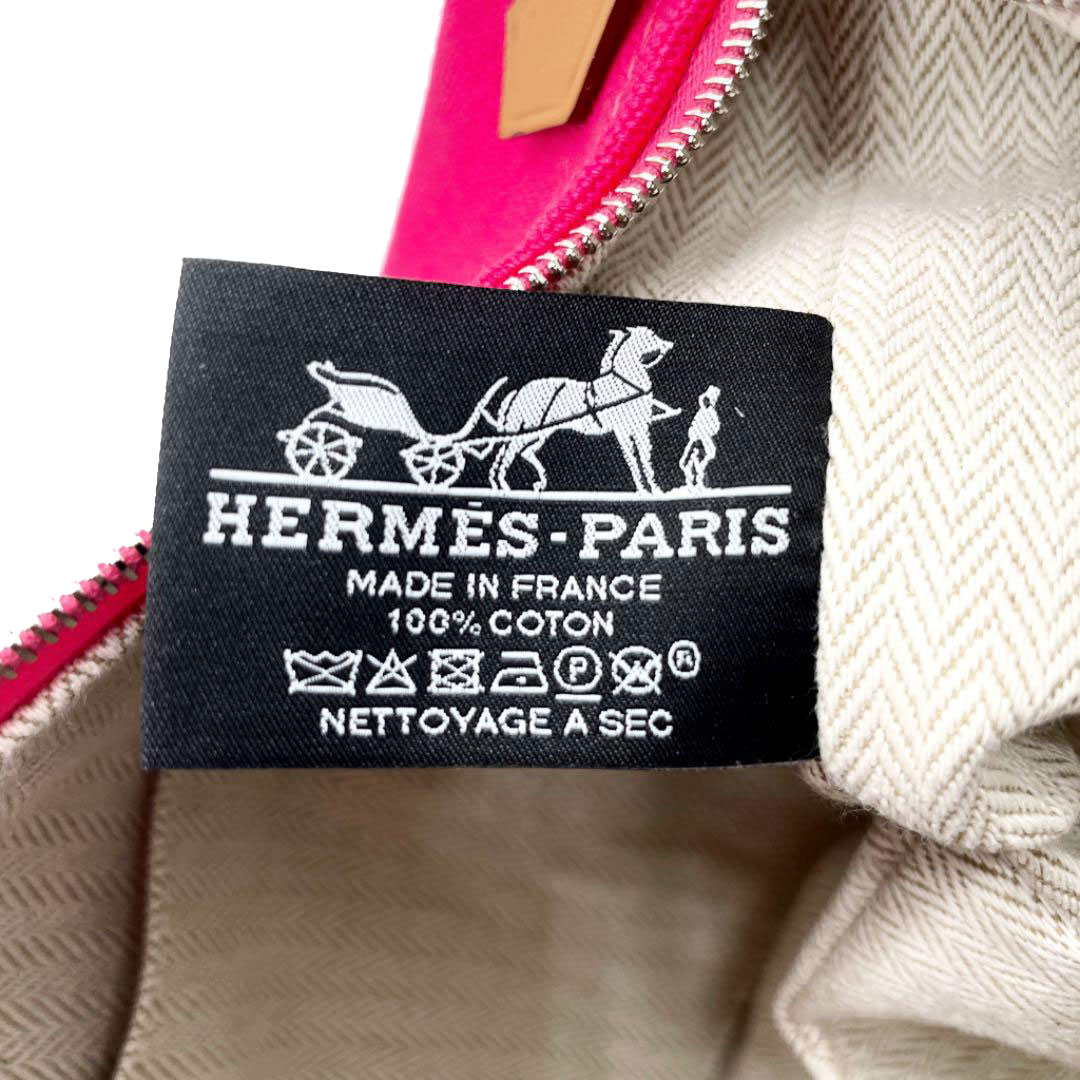 HERMÈS-PARIS
MADE IN FRANCE
100% COTON
P ®
NETTOYAGE A SEC